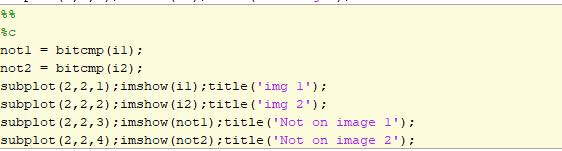 %%
%c
not1 = bitcmp(i1);
not2 = bitcmp(i2);
subplot(2,2,1);imshow(i1);title('img 1');
subplot(2,2,2);imshow(i2);title('img 2');
subplot(2,2,3);imshow(not1);title('Not on image 1');
subplot(2,2,4);imshow(not2);title('Not on image 2');